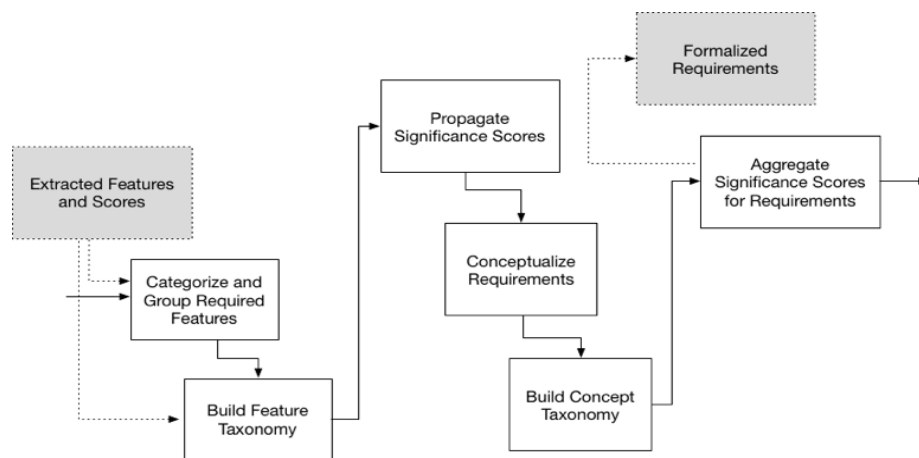 Extracted Features
and Scores
Categorize and
Group Required
Features
Build Feature
Taxonomy
Propagate
Significance Scores
Conceptualize
Requirements
Build Concept
Taxonomy
Aggregate
Significance Scores
for Requirements
Formalized
Requirements